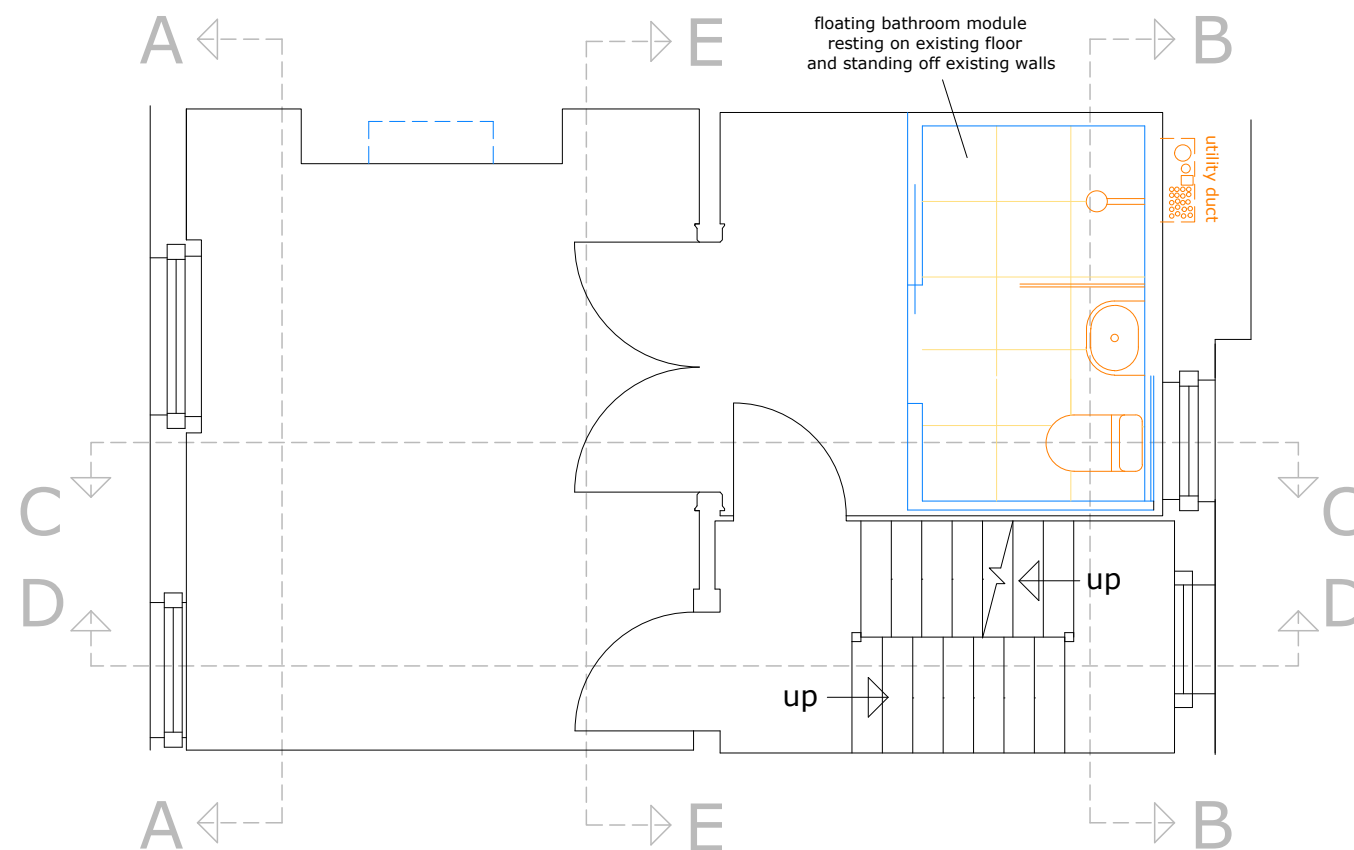 A
E
B
floating bathroom module
resting on existing floor
and standing off existing walls
utility duct
C
C
D
D
up
up
A
E
B